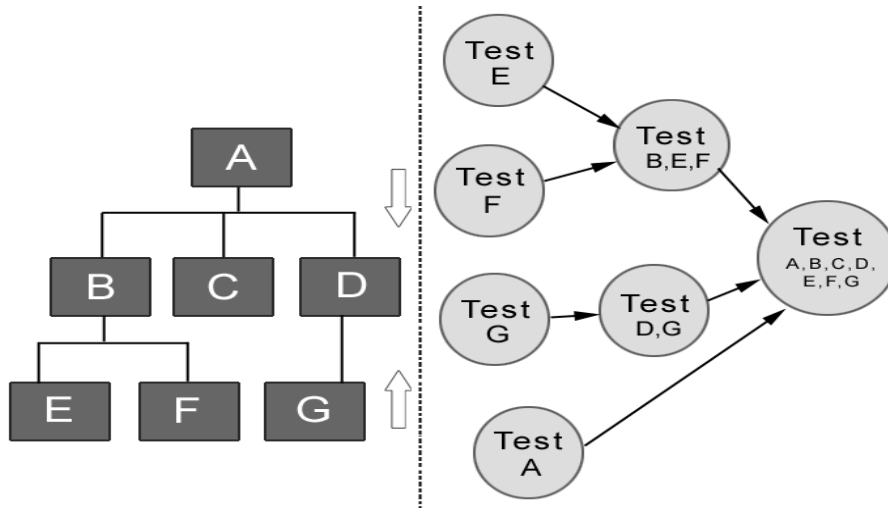 A
B
C
D
E
F
G
Test
E
Test
F
Test
B,E,F
Test
G
Test
D,G
Test
A
Test
A,B,C,D,
E,F,G